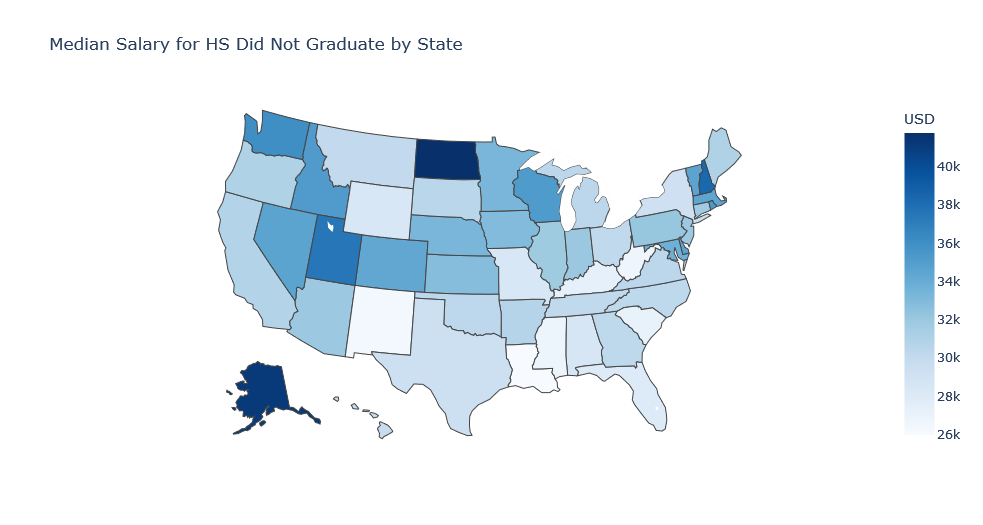 Median Salary for HS Did Not Graduate by State
USD
40k
38k
36k
34k
32k
30k
28k
26k